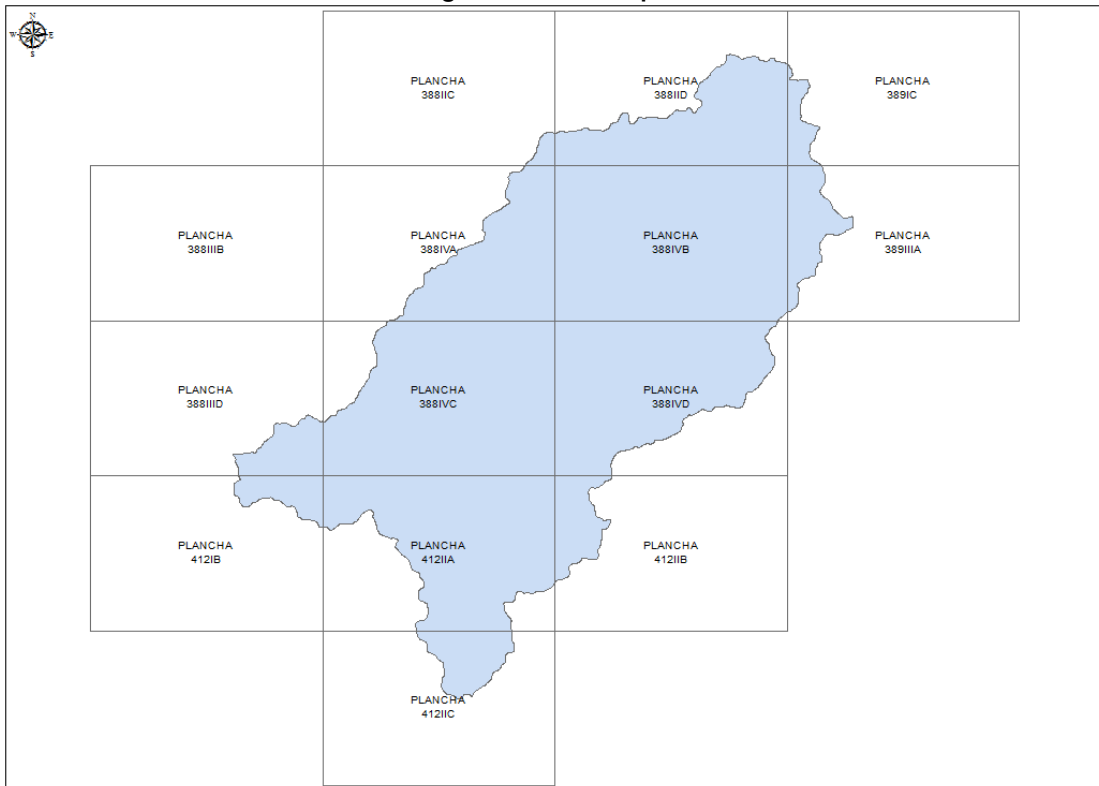 N
W E
S
PLANCHA
388IIC
PLANCHA
388IID
PLANCHA
389IC
PLANCHA
388IIIB
PLANCHA
388IVA
PLANCHA
388IVB
PLANCHA
389IIIA
PLANCHA
388IIID
PLANCHA
388IVC
PLANCHA
388IVD
PLANCHA
412IB
PLANCHA
412IIA
PLANCHA
412IIB
PLANCHA
412IIC